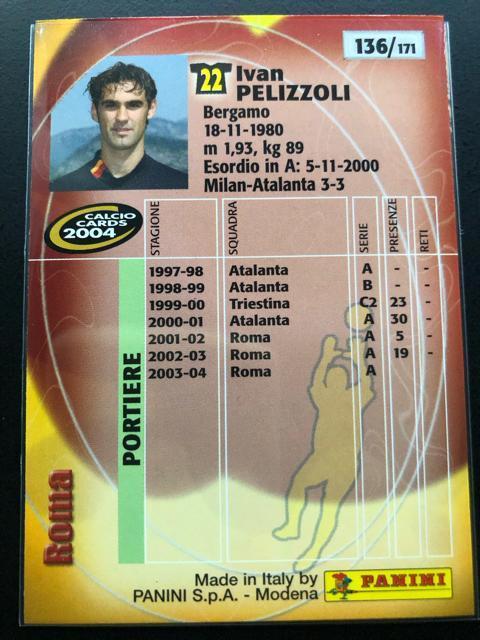 136/171
22 Ivan
PELIZZOLI
Bergamo
18-11-1980
m 1,93, kg 89
Esordio in A: 5-11-2000
Milan-Atalanta 3-3
CALCIO
CARDS
2004
STAGIONE SQUADRA SERIE PRESENZE RETI
1997-98 Atalanta A - -
1998-99 Atalanta B - -
1999-00 Triestina C2 23 -
2000-01 Atalanta A 30 -
2001-02 Roma A 5 -
2002-03 Roma A 19 -
2003-04 Roma A
PORTIERE
Roma
Made in Italy by
PANINI S.p.A. - Modena
PANINI